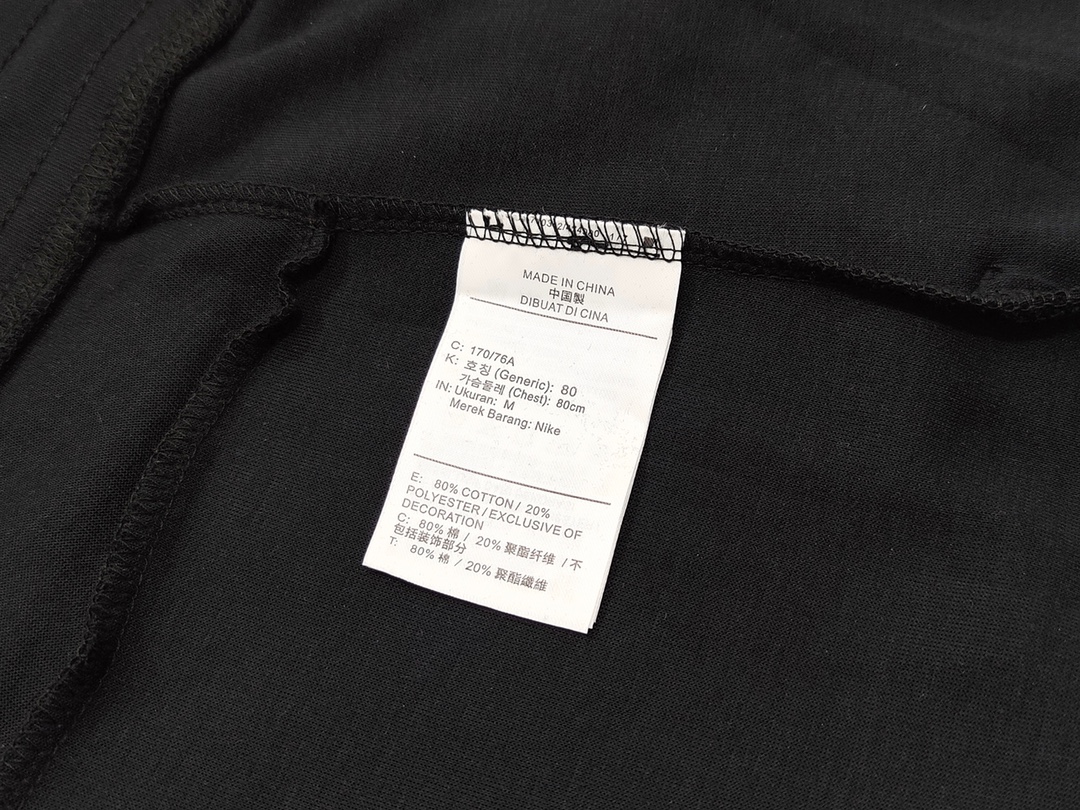 MADE IN CHINA
中国製
DIBUAT DI CINA
C: 170/76A
K: 호칭 (Generic): 80
가슴둘레 (Chest): 80cm
IN: Ukuran: M
Merek Barang: Nike
E: 80% COTTON / 20%
POLYESTER / EXCLUSIVE OF
DECORATION
C: 80% 棉 / 20% 聚酯纤维 / 不
包括装饰部分
T: 80% 棉 / 20% 聚酯纖維